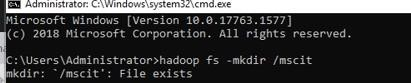 Administrator: C:\Windows\system32\cmd.exe
Microsoft Windows [Version 10.0.17763.1577]
(c) 2018 Microsoft Corporation. All rights reserved.
C:\Users\Administrator>hadoop fs -mkdir /mscit
mkdir: `/mscit': File exists